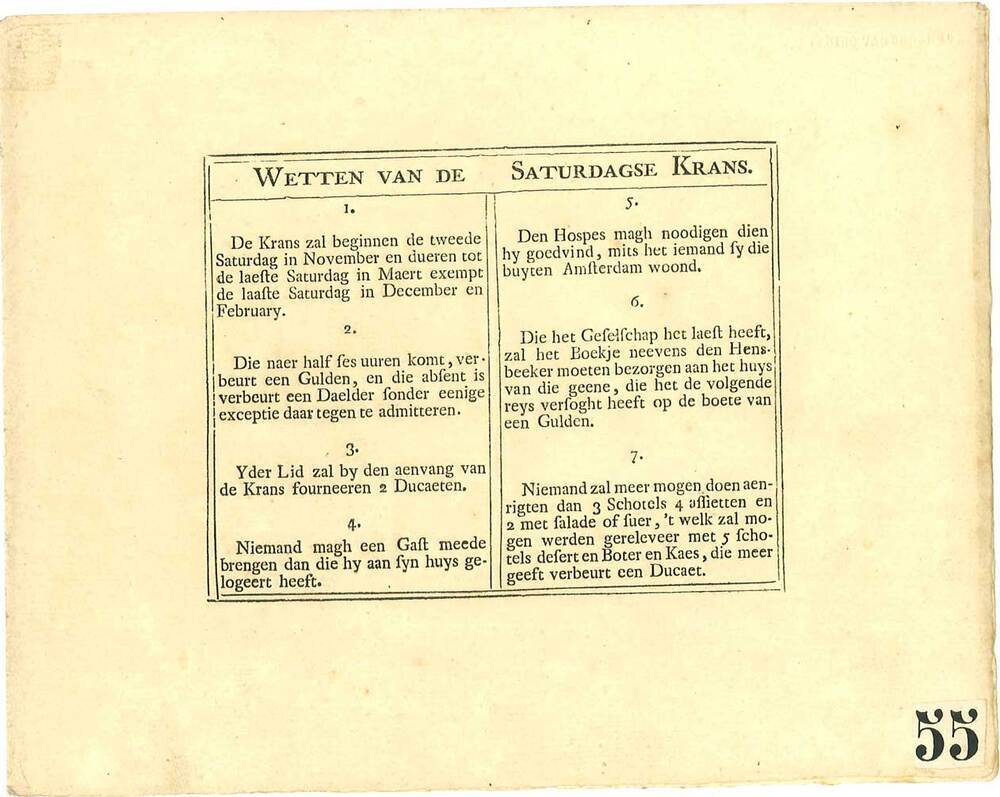 WETTEN VAN DE SATURDAGSE KRANS.
1.
De Krans zal beginnen de tweede
Saturdag in November en dueren tot
de laeſte Saturdag in Maert exempt
de laaſte Saturdag in December en
February.
2.
Die naer half ſes uuren komt, ver-
beurt een Gulden, en die abſent is
verbeurt een Daelder ſonder eenige
exceptie daar tegen te admitteren.
3.
Yder Lid zal by den aenvang van
de Krans fourneeren 2 Ducaeten.
4.
Niemand magh een Gaſt meede
brengen dan die hy aan ſyn huys ge-
logeert heeft.
5.
Den Hospes magh noodigen dien
hy goedvind, mits het iemand ſy die
buyten Amſterdam woond.
6.
Die het Geſelſchap het laeſt heeft,
zal het Boekje neevens den Hens-
beeker moeten bezorgen aan het huys
van die geene, die het de volgende
reys verſoght heeft op de boete van
een Gulden.
7.
Niemand zal meer mogen doen aen-
rigten dan 3 Schotels 4 aſſietten en
2 met ſalade of ſuer, 't welk zal mo-
gen werden gereleveer met 5 ſcho-
tels deſert en Boter en Kaes, die meer
geeft verbeurt een Ducaet.
55